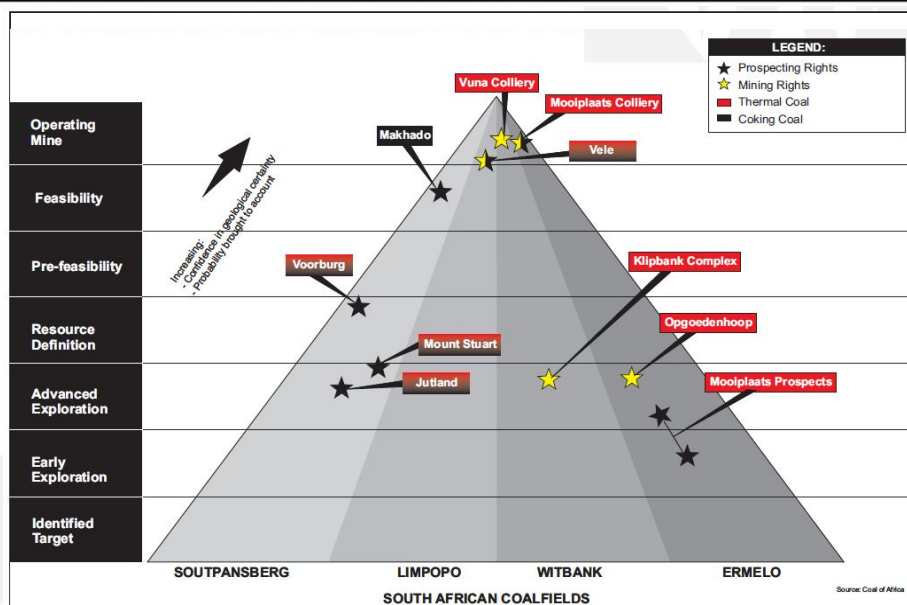 LEGEND:
Prospecting Rights
Mining Rights
Thermal Coal
Coking Coal
Vuna Colliery
Mooiplaats Colliery
Operating
Mine
Makhado
Vele
Feasibility
Increasing:
- Confidence in geological certainty
- Probability brought to account
Pre-feasibility
Voorburg
Klipbank Complex
Resource
Definition
Opgoedenhoop
Mount Stuart
Jutland
Mooiplaats Prospects
Advanced
Exploration
Early
Exploration
Identified
Target
SOUTPANSBERG
LIMPOPO
WITBANK
ERMELO
SOUTH AFRICAN COALFIELDS
Source: Coal of Africa